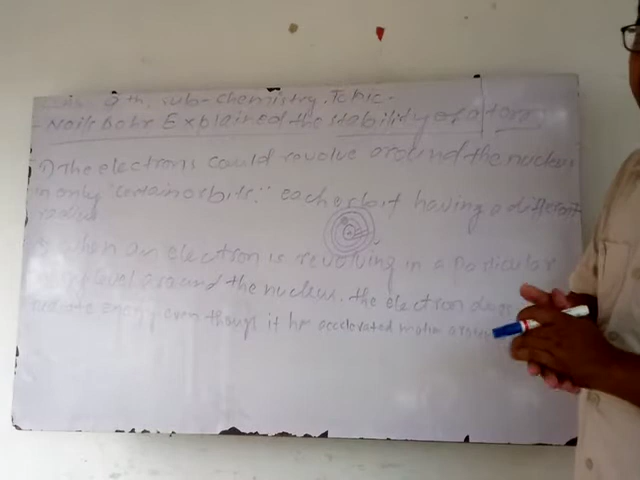 9th, sub-chemistry, Tohic-
Neils Bohr Explained the stability of atom
1) The electrons could revolve around the nucleus
in only "certain orbits." each orbit having a different
radius
when an electron is revolving in a Particular
level around the nucleus. the electron does
energy even though it has accelerated motion around